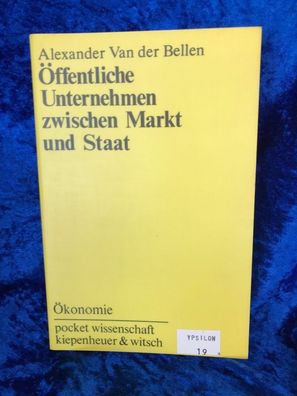 Alexander Van der Bellen
Öffentliche
Unternehmen
zwischen Markt
und Staat
Ökonomie
pocket wissenschaft
kiepenheuer & witsch
YPSILON
19